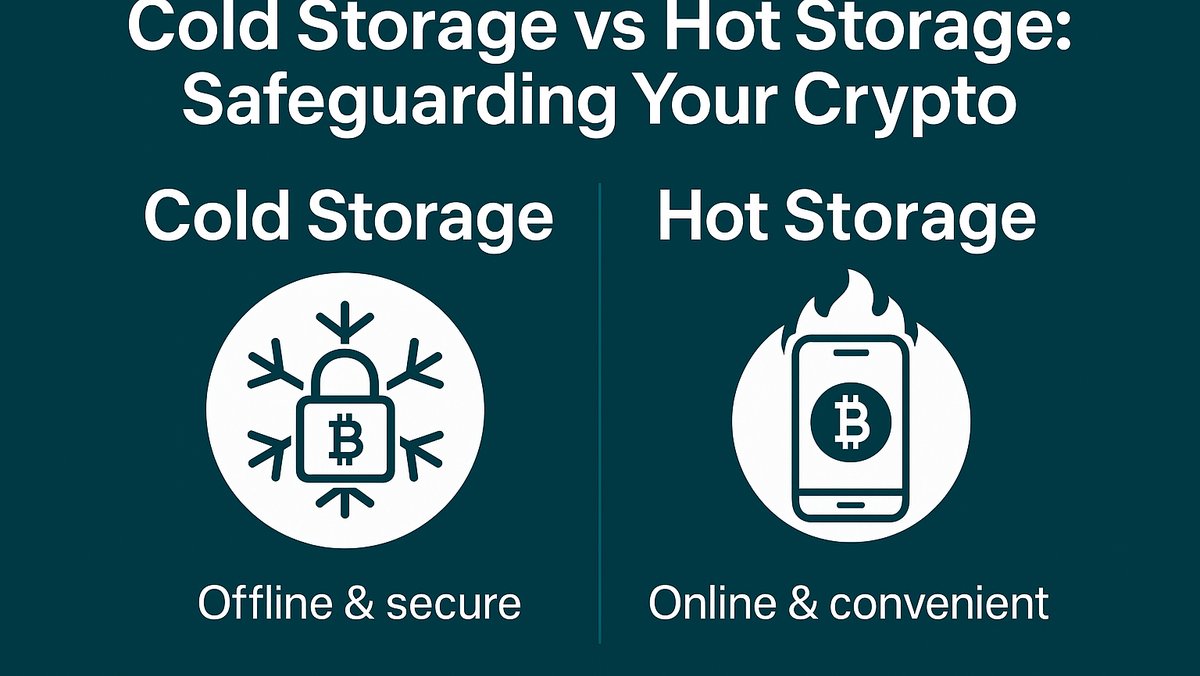 Cold Storage vs Hot Storage:
Safeguarding Your Crypto
Cold Storage
Hot Storage
Offline & secure
Online & convenient